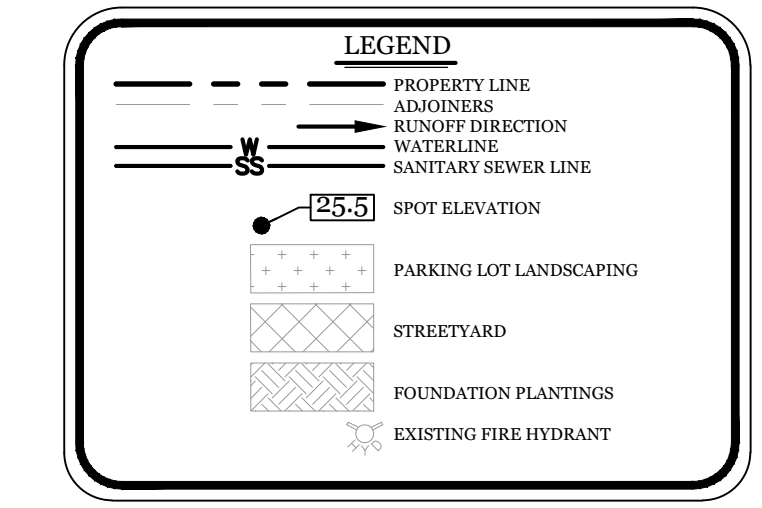 LEGEND
PROPERTY LINE
ADJOINERS
RUNOFF DIRECTION
W WATERLINE
SS SANITARY SEWER LINE
25.5 SPOT ELEVATION
PARKING LOT LANDSCAPING
STREETYARD
FOUNDATION PLANTINGS
HYD EXISTING FIRE HYDRANT